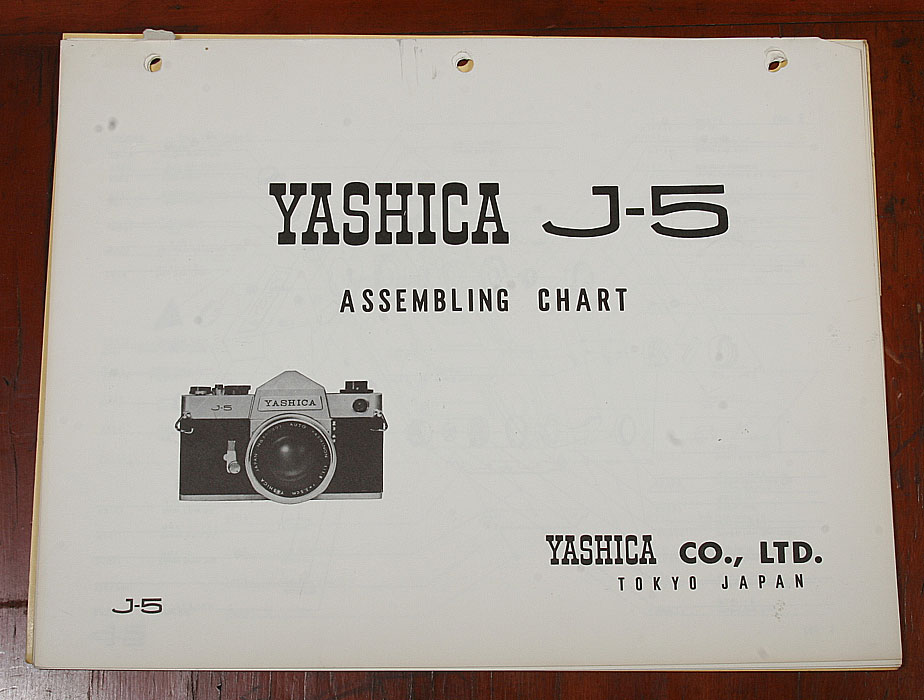 YASHICA J-5
ASSEMBLING CHART
J-5
YASHICA
YASHICA CO., LTD.
TOKYO JAPAN
J-5